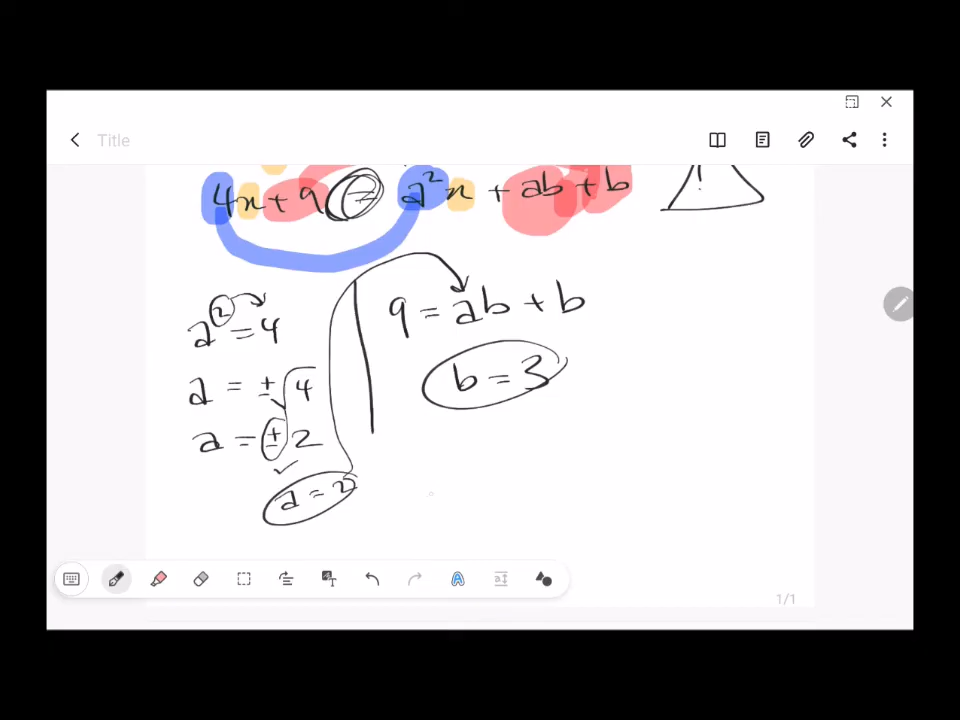 Title
4x + 9 = a²x + ab + b
!
a² = 4
9 = ab + b
a = ±√4
b = 3
a = ±2
a = 2
1/1